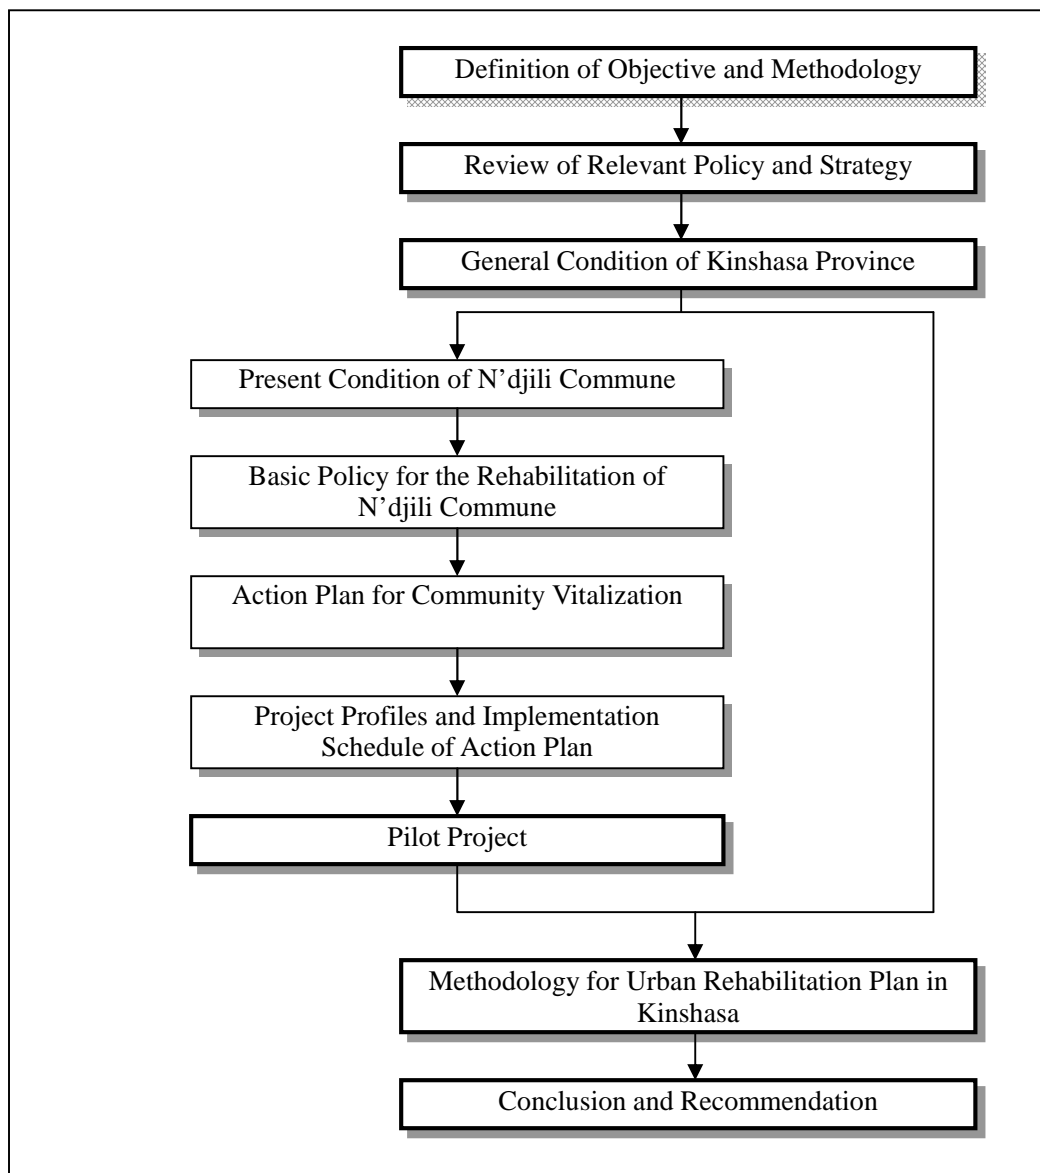 Definition of Objective and Methodology
Review of Relevant Policy and Strategy
General Condition of Kinshasa Province
Present Condition of N’djili Commune
Basic Policy for the Rehabilitation of
N’djili Commune
Action Plan for Community Vitalization
Project Profiles and Implementation
Schedule of Action Plan
Pilot Project
Methodology for Urban Rehabilitation Plan in
Kinshasa
Conclusion and Recommendation